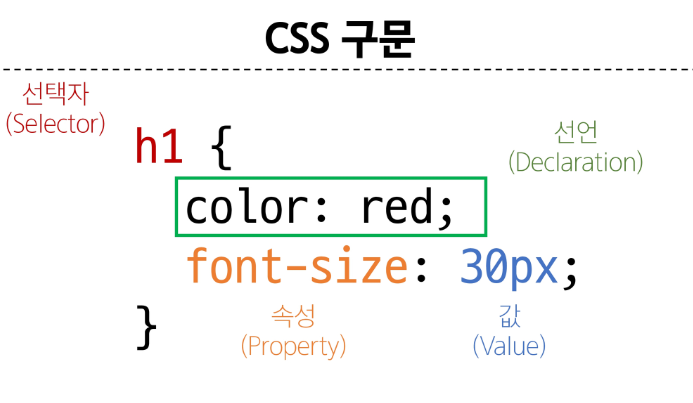 CSS 구문
선택자
(Selector)
h1 {
선언
(Declaration)
color: red;
font-size: 30px;
}
속성
(Property)
값
(Value)